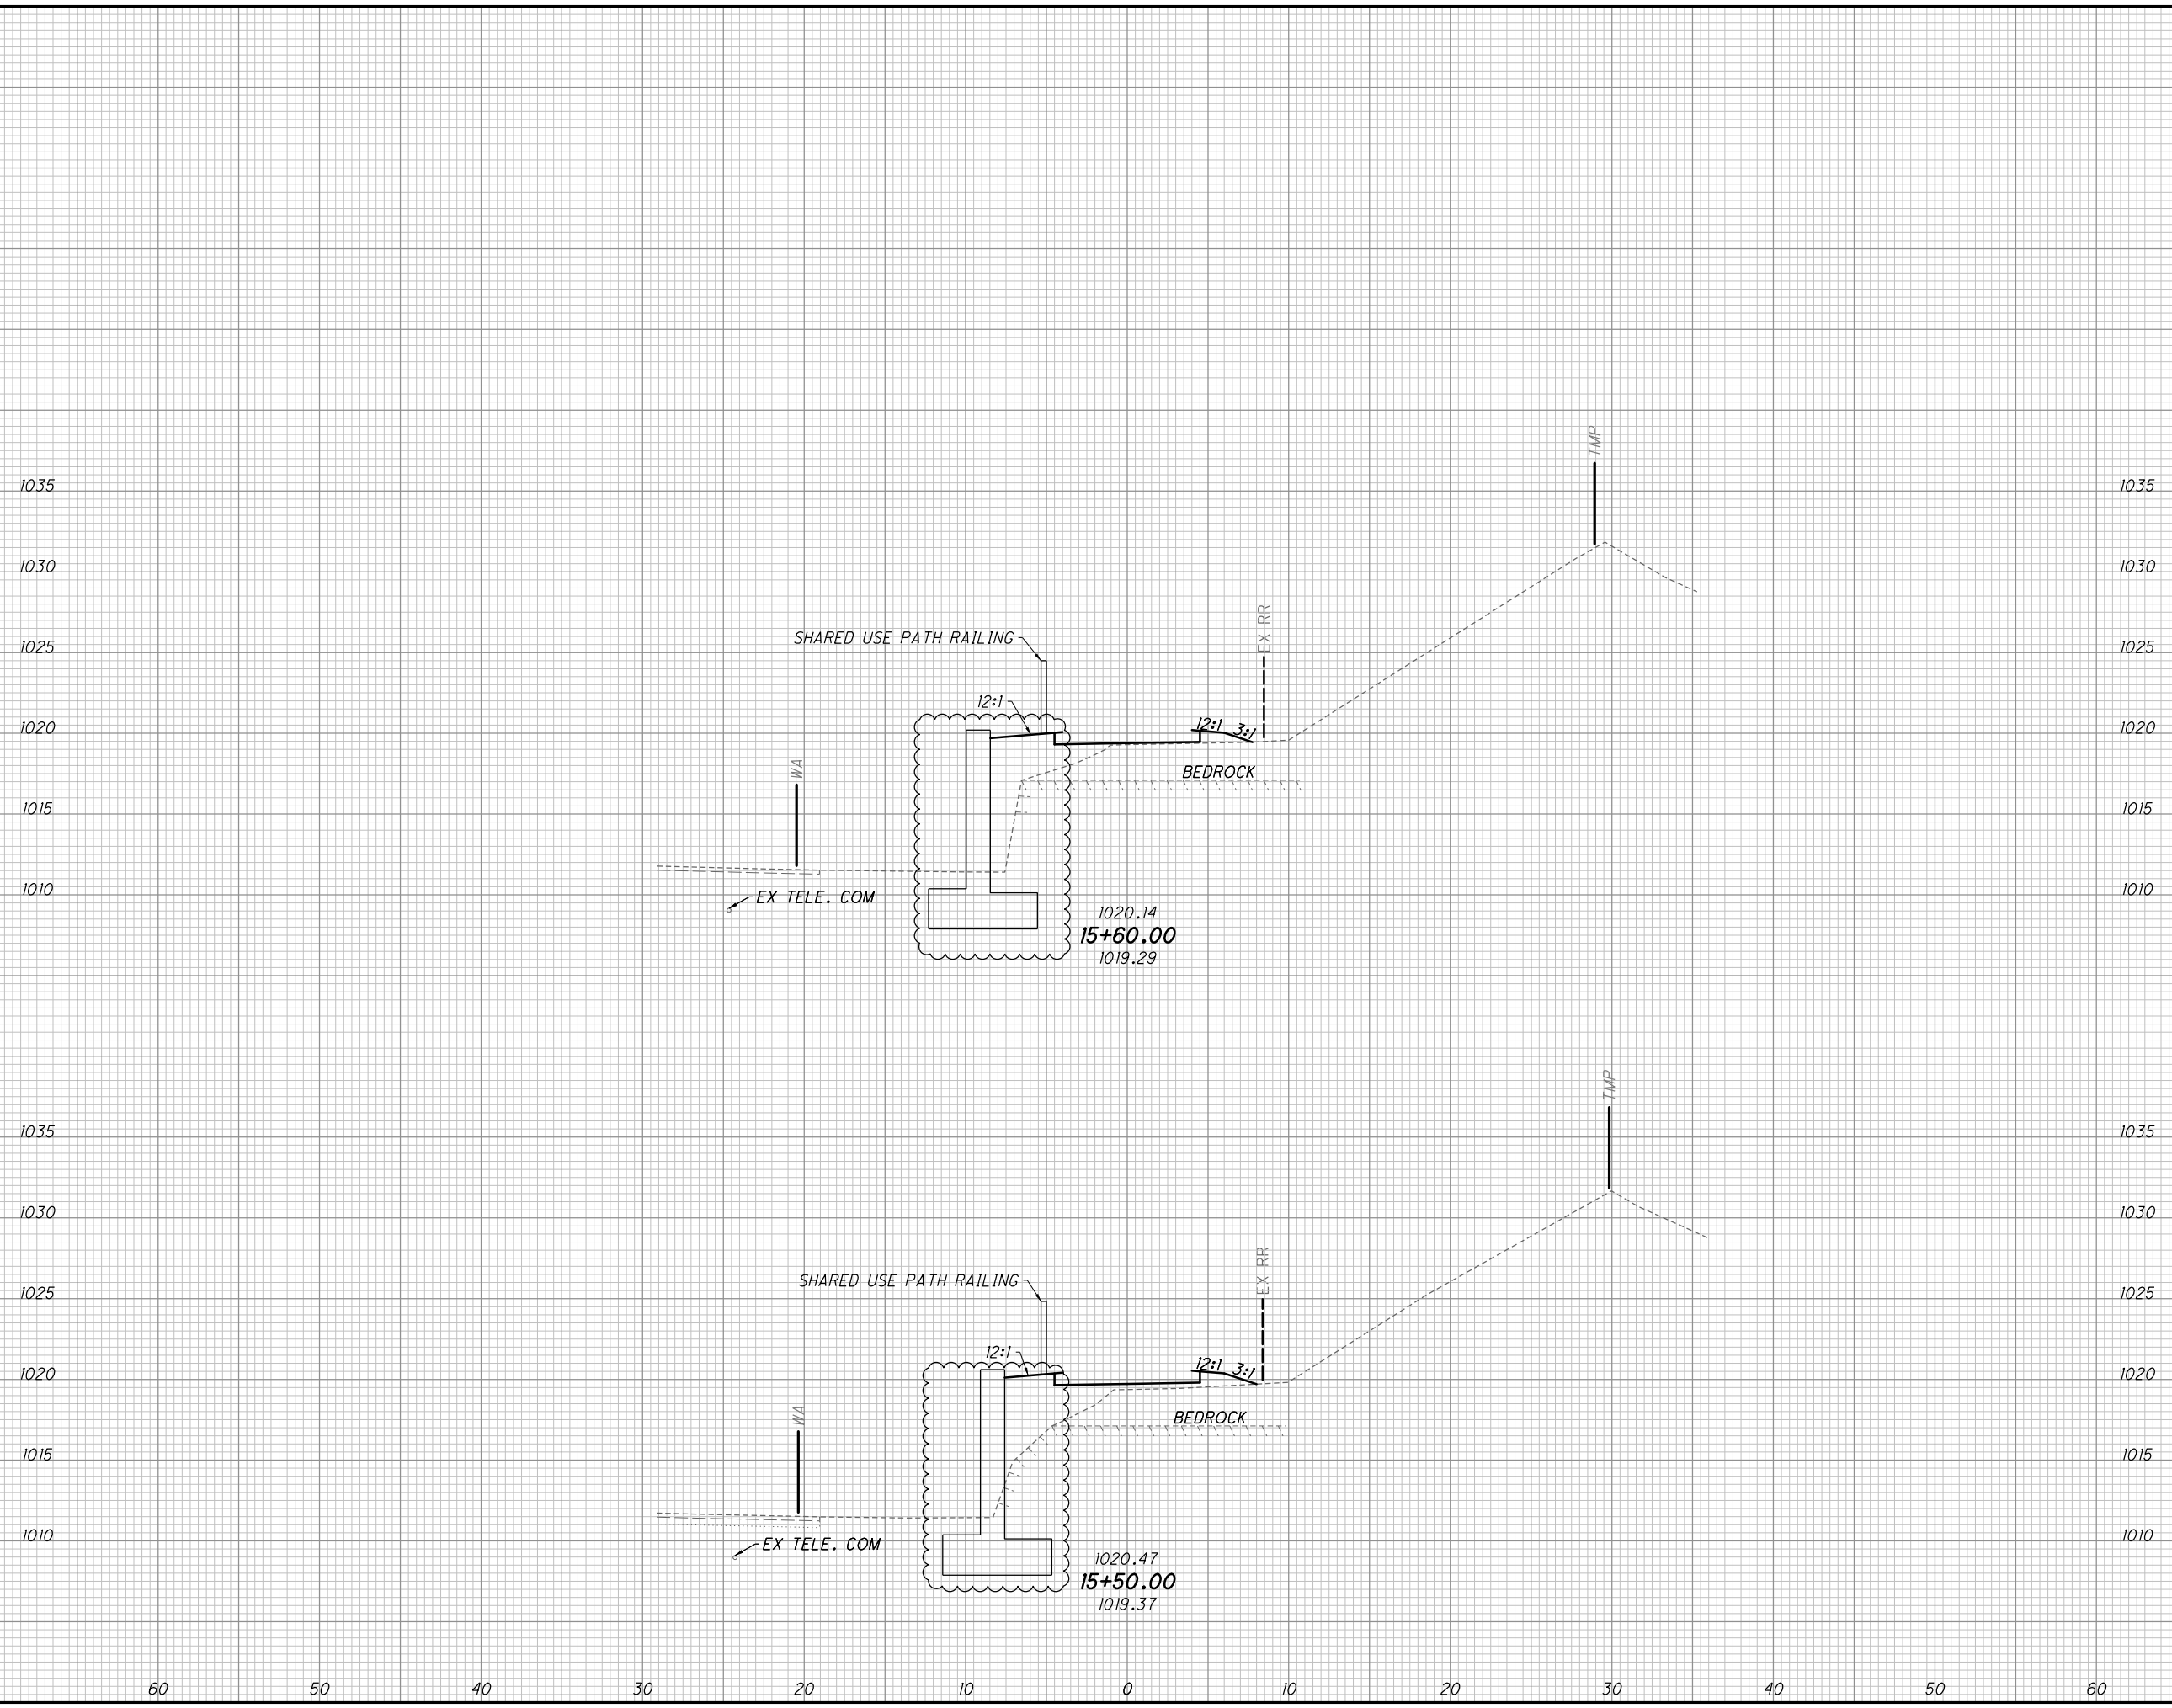 TMP
1035 1035
1030 1030
EX RR
SHARED USE PATH RAILING
1025 1025
12:1
1020 12:1 3:1 1020
WA
BEDROCK
1015 1015
1010 1010
EX TELE. COM
1020.14
15+60.00
1019.29
TMP
1035 1035
1030 1030
EX RR
SHARED USE PATH RAILING
1025 1025
12:1
1020 12:1 3:1 1020
WA
BEDROCK
1015 1015
1010 1010
EX TELE. COM
1020.47
15+50.00
1019.37
60 50 40 30 20 10 0 10 20 30 40 50 60